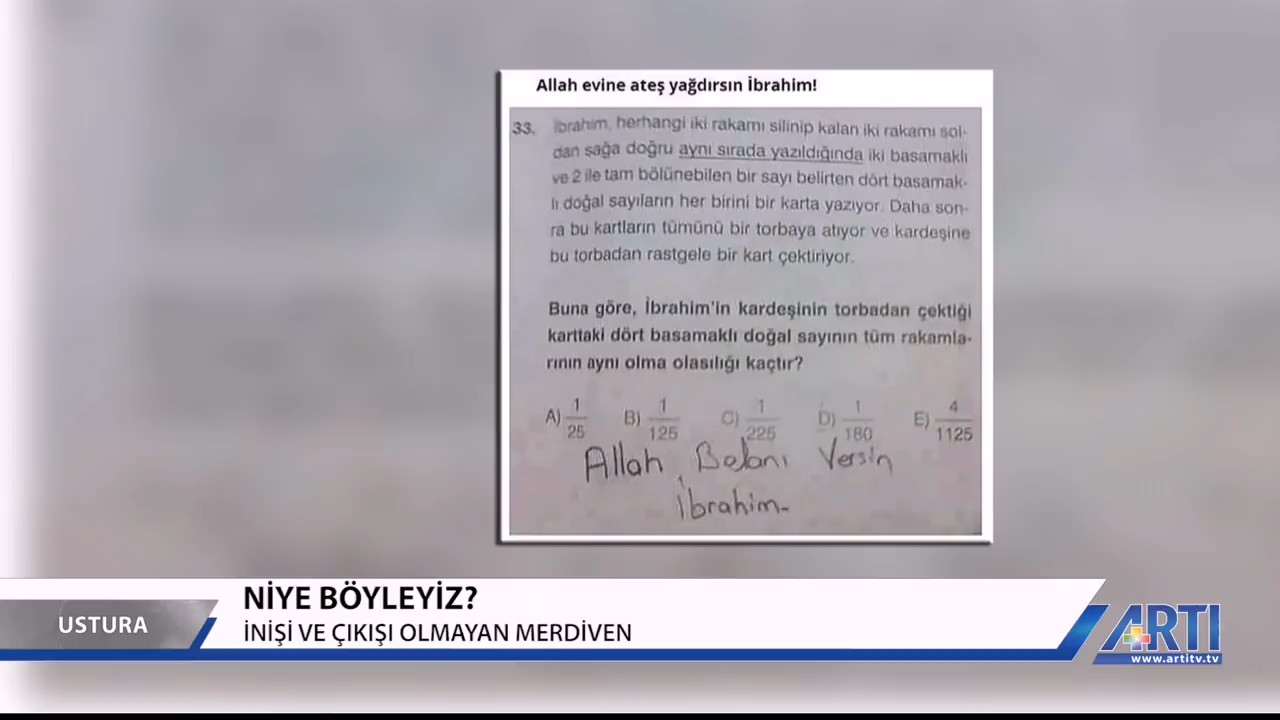 Allah evine ateş yağdırsın İbrahim!
33. İbrahim, herhangi iki rakamı silinip kalan iki rakamı sol-
dan sağa doğru aynı sırada yazıldığında iki basamaklı
ve 2 ile tam bölünebilen bir sayı belirten dört basamak-
lı doğal sayıların her birini bir karta yazıyor. Daha son-
ra bu kartların tümünü bir torbaya atıyor ve kardeşine
bu torbadan rastgele bir kart çektiriyor.
Buna göre, İbrahim'in kardeşinin torbadan çektiği
karttaki dört basamaklı doğal sayının tüm rakamla-
rının aynı olma olasılığı kaçtır?
A) 1/25 B) 1/125 C) 1/225 D) 1/180 E) 4/1125
Allah Belanı Versin
İbrahim-
NİYE BÖYLEYİZ?
USTURA
İNİŞİ VE ÇIKIŞI OLMAYAN MERDİVEN
ARTI
www.artitv.tv